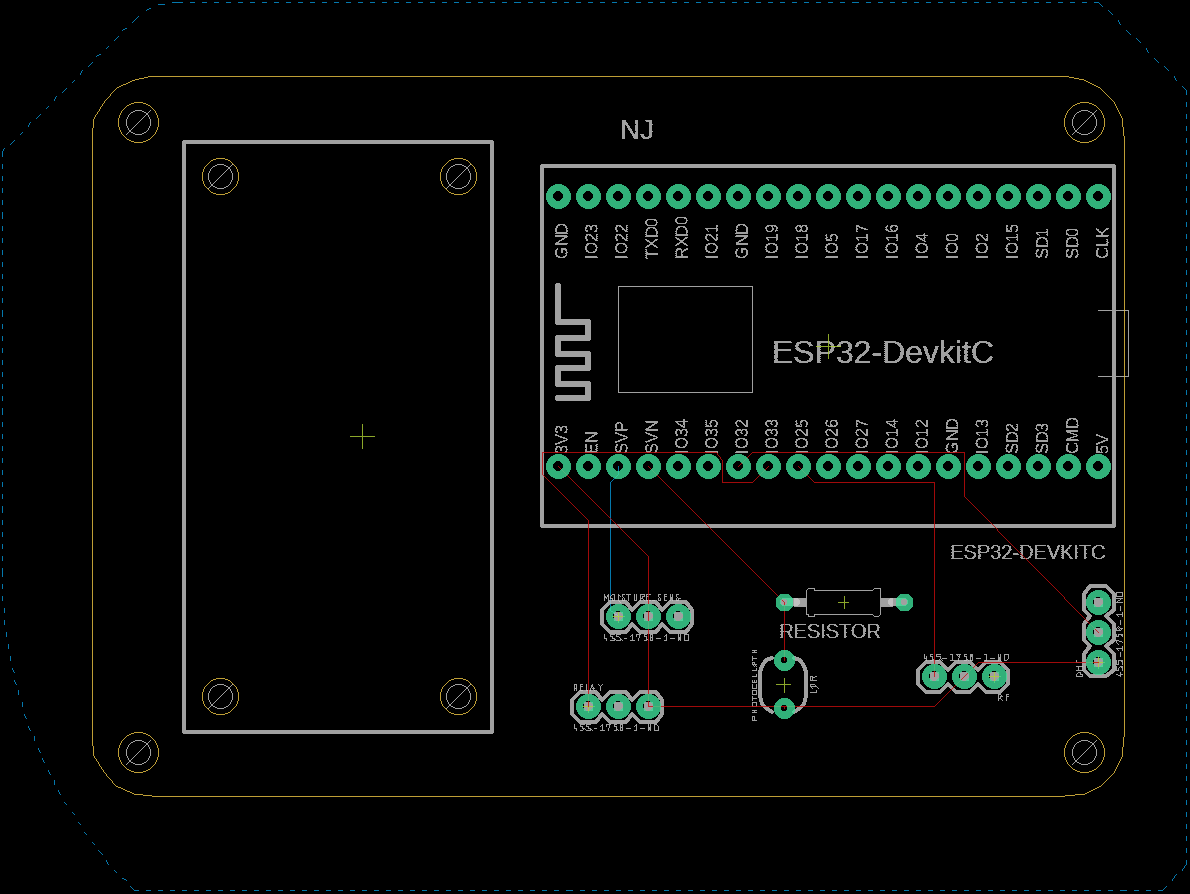 NJ
GND IO23 IO22 TXD0 RXD0 IO21 GND IO19 IO18 IO5 IO17 IO16 IO4 IO0 IO2 IO15 SD1 SD0 CLK
ESP32-DevkitC
3V3 EN SVP SVN IO34 IO35 IO32 IO33 IO25 IO26 IO27 IO14 IO12 GND IO13 SD2 SD3 CMD 5V
ESP32-DEVKITC
MOISTURE SENS
455-1750-1-ND
RESISTOR
455-1750-1-ND
DHT
455-1750-1-ND
RF
PHOTOCELLPTH
LDR
RELAY
455-1750-1-ND